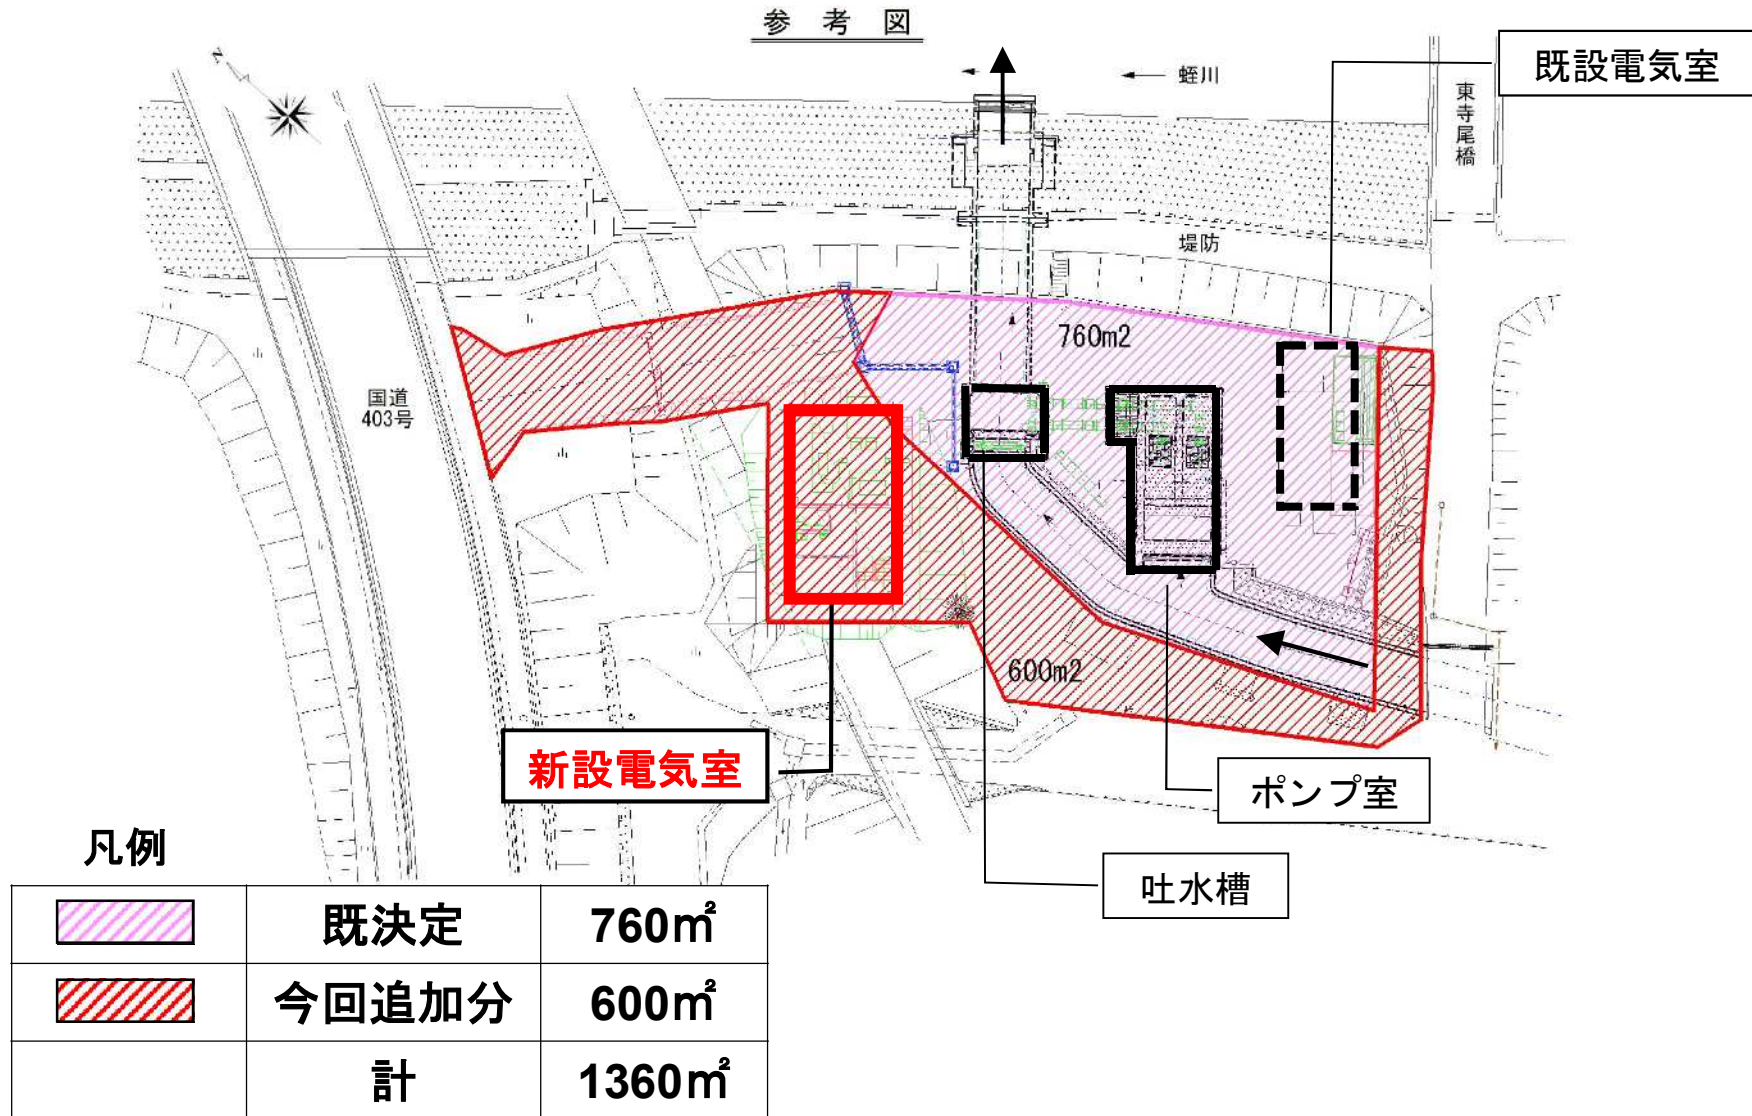 参考図
N
蛭川
既設電気室
東寺尾橋
堤防
760m2
国道
403号
600m2
新設電気室
ポンプ室
吐水槽
凡例
既決定 760㎡
今回追加分 600㎡
計 1360㎡